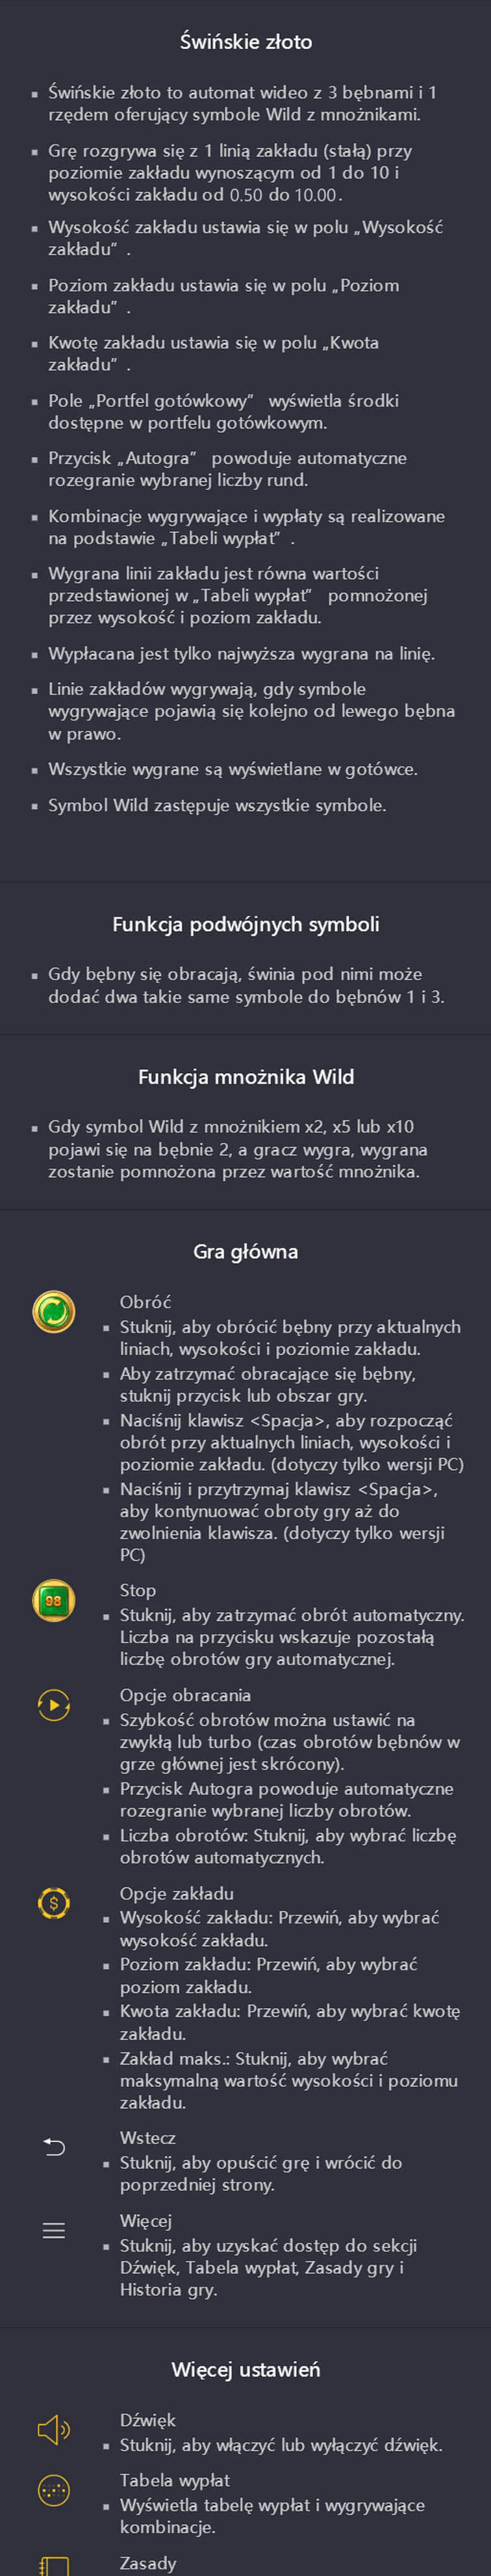 Świńskie złoto
Świńskie złoto to automat wideo z 3 bębnami i 1
rzędem oferujący symbole Wild z mnożnikami.
Grę rozgrywa się z 1 linią zakładu (stałą) przy
poziomie zakładu wynoszącym od 1 do 10 i
wysokości zakładu od 0.50 do 10.00.
Wysokość zakładu ustawia się w polu „Wysokość
zakładu” .
Poziom zakładu ustawia się w polu „Poziom
zakładu” .
Kwotę zakładu ustawia się w polu „Kwota
zakładu” .
Pole „Portfel gotówkowy” wyświetla środki
dostępne w portfelu gotówkowym.
Przycisk „Autogra” powoduje automatyczne
rozegranie wybranej liczby rund.
Kombinacje wygrywające i wypłaty są realizowane
na podstawie „Tabeli wypłat” .
Wygrana linii zakładu jest równa wartości
przedstawionej w „Tabeli wypłat” pomnożonej
przez wysokość i poziom zakładu.
Wypłacana jest tylko najwyższa wygrana na linię.
Linie zakładów wygrywają, gdy symbole
wygrywające pojawią się kolejno od lewego bębna
w prawo.
Wszystkie wygrane są wyświetlane w gotówce.
Symbol Wild zastępuje wszystkie symbole.
Funkcja podwójnych symboli
Gdy bębny się obracają, świnia pod nimi może
dodać dwa takie same symbole do bębnów 1 i 3.
Funkcja mnożnika Wild
Gdy symbol Wild z mnożnikiem x2, x5 lub x10
pojawi się na bębnie 2, a gracz wygra, wygrana
zostanie pomnożona przez wartość mnożnika.
Gra główna
Obróć
Stuknij, aby obrócić bębny przy aktualnych
liniach, wysokości i poziomie zakładu.
Aby zatrzymać obracające się bębny,
stuknij przycisk lub obszar gry.
Naciśnij klawisz <Spacja>, aby rozpocząć
obrót przy aktualnych liniach, wysokości i
poziomie zakładu. (dotyczy tylko wersji PC)
Naciśnij i przytrzymaj klawisz <Spacja>,
aby kontynuować obroty gry aż do
zwolnienia klawisza. (dotyczy tylko wersji
PC)
98
Stop
Stuknij, aby zatrzymać obrót automatyczny.
Liczba na przycisku wskazuje pozostałą
liczbę obrotów gry automatycznej.
Opcje obracania
Szybkość obrotów można ustawić na
zwykłą lub turbo (czas obrotów bębnów w
grze głównej jest skrócony).
Przycisk Autogra powoduje automatyczne
rozegranie wybranej liczby obrotów.
Liczba obrotów: Stuknij, aby wybrać liczbę
obrotów automatycznych.
$
Opcje zakładu
Wysokość zakładu: Przewiń, aby wybrać
wysokość zakładu.
Poziom zakładu: Przewiń, aby wybrać
poziom zakładu.
Kwota zakładu: Przewiń, aby wybrać kwotę
zakładu.
Zakład maks.: Stuknij, aby wybrać
maksymalną wartość wysokości i poziomu
zakładu.
Wstecz
Stuknij, aby opuścić grę i wrócić do
poprzedniej strony.
Więcej
Stuknij, aby uzyskać dostęp do sekcji
Dźwięk, Tabela wypłat, Zasady gry i
Historia gry.
Więcej ustawień
Dźwięk
Stuknij, aby włączyć lub wyłączyć dźwięk.
Tabela wypłat
Wyświetla tabelę wypłat i wygrywające
kombinacje.
Zasady